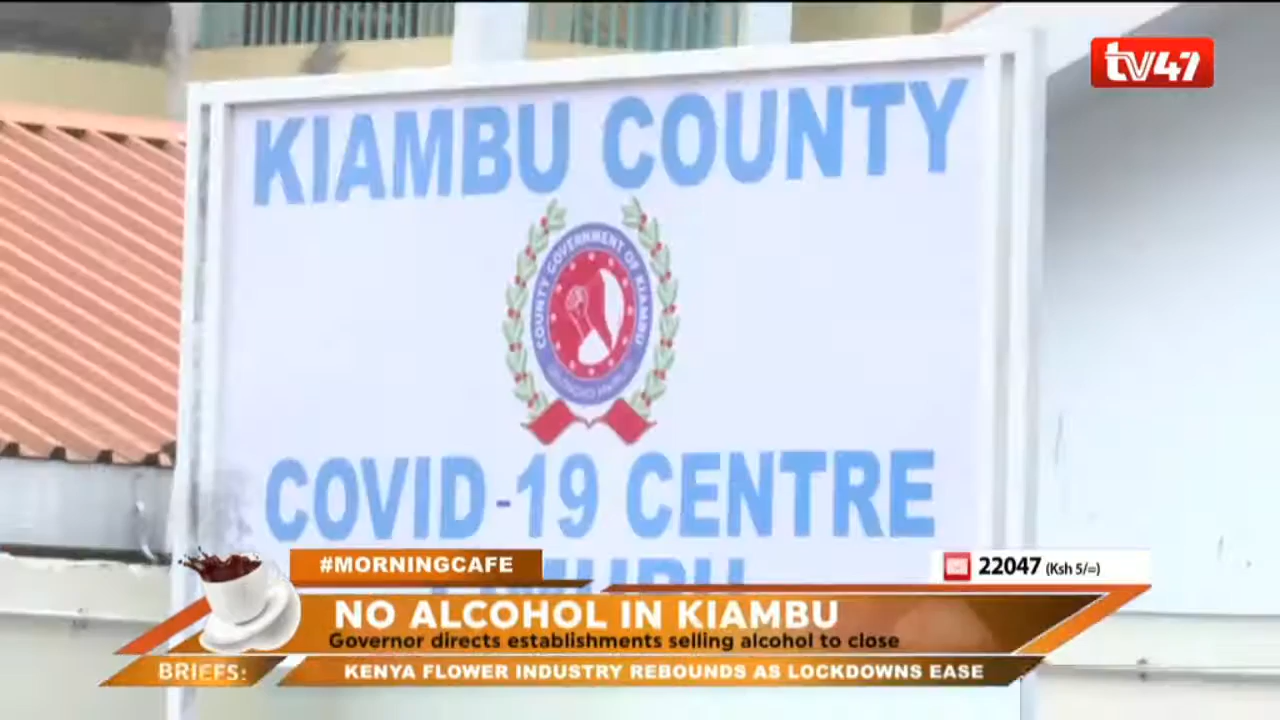 tv47
KIAMBU COUNTY
COUNTY GOVERNMENT OF KIAMBU
COVID-19 CENTRE
#MORNINGCAFE
22047 (Ksh 5/=)
NO ALCOHOL IN KIAMBU
Governor directs establishments selling alcohol to close
BRIEFS:
KENYA FLOWER INDUSTRY REBOUNDS AS LOCKDOWNS EASE